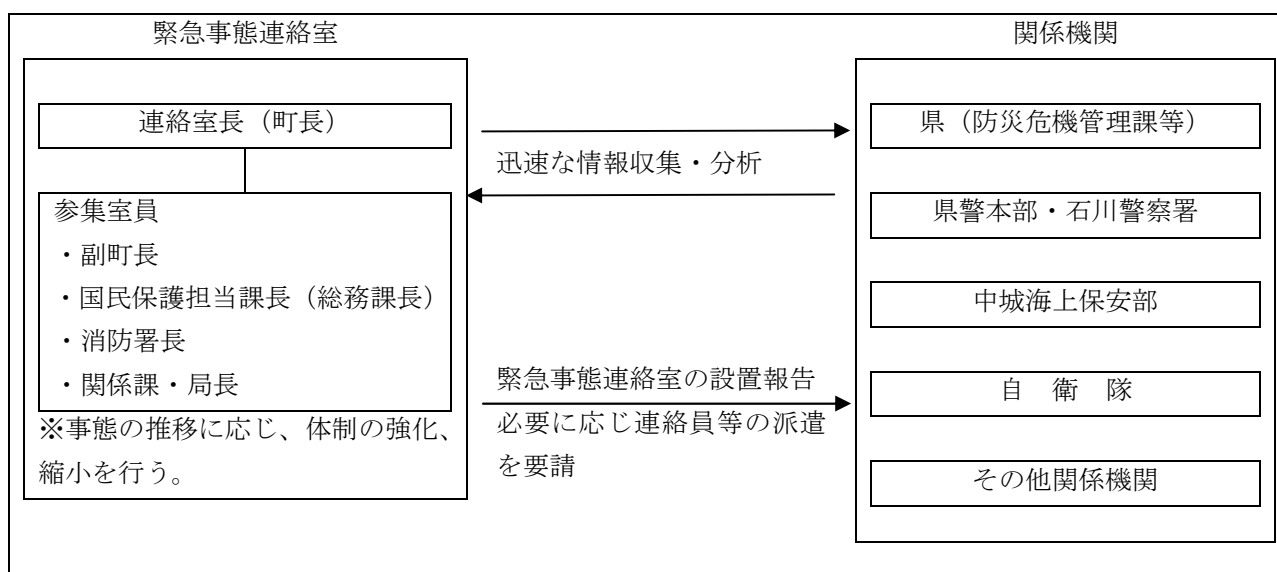 緊急事態連絡室
連絡室長（町長）
参集室員
・副町長
・国民保護担当課長（総務課長）
・消防署長
・関係課・局長
※事態の推移に応じ、体制の強化、
縮小を行う。
迅速な情報収集・分析
緊急事態連絡室の設置報告
必要に応じ連絡員等の派遣
を要請
関係機関
県（防災危機管理課等）
県警本部・石川警察署
中城海上保安部
自　衛　隊
その他関係機関